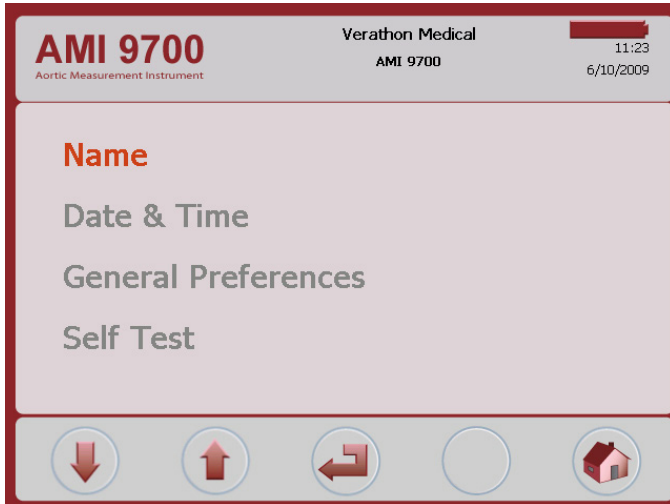 AMI 9700
Aortic Measurement Instrument
Verathon Medical
AMI 9700
11:23
6/10/2009
Name
Date & Time
General Preferences
Self Test